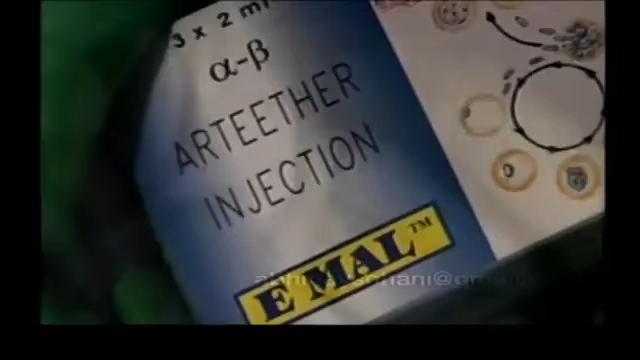 3 x 2 ml
α-β
ARTEETHER
INJECTION
E MAL™